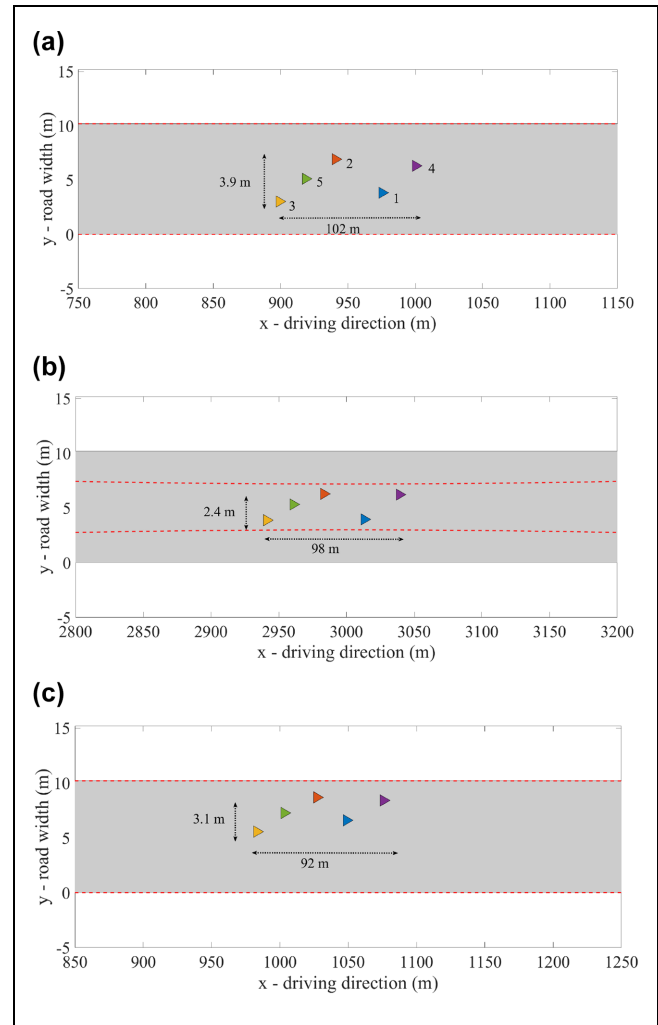 (a)
15
10
5
0
-5
y - road width (m)
3.9 m
2
5
4
3
1
102 m
750 800 850 900 950 1000 1050 1100 1150
x - driving direction (m)
(b)
15
10
5
0
-5
y - road width (m)
2.4 m
98 m
2800 2850 2900 2950 3000 3050 3100 3150 3200
x - driving direction (m)
(c)
15
10
5
0
-5
y - road width (m)
3.1 m
92 m
850 900 950 1000 1050 1100 1150 1200 1250
x - driving direction (m)